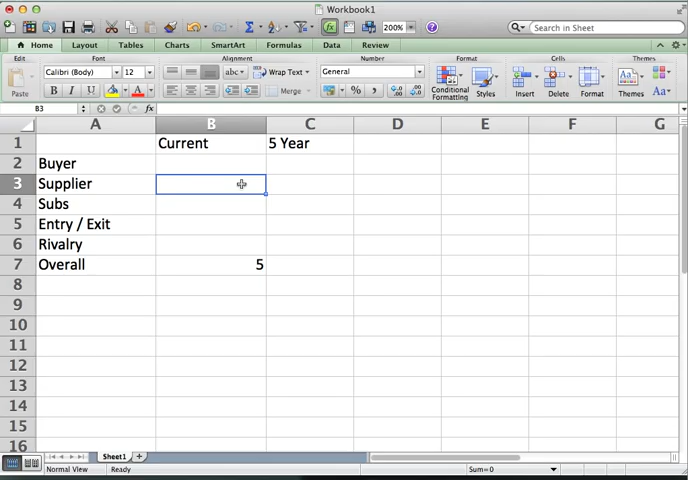 Workbook1
200%
Search in Sheet
Home Layout Tables Charts SmartArt Formulas Data Review
Edit Font Alignment Number Format Cells Themes
Calibri (Body) 12 abc Wrap Text General
Paste B I U A Merge % , Conditional Formatting Styles Insert Delete Format Themes Aa
B3 fx
A B C D E F G
1 Current 5 Year
2 Buyer
3 Supplier
4 Subs
5 Entry / Exit
6 Rivalry
7 Overall 5
8
9
10
11
12
13
14
15
16
Sheet1
Normal View Ready Sum=0